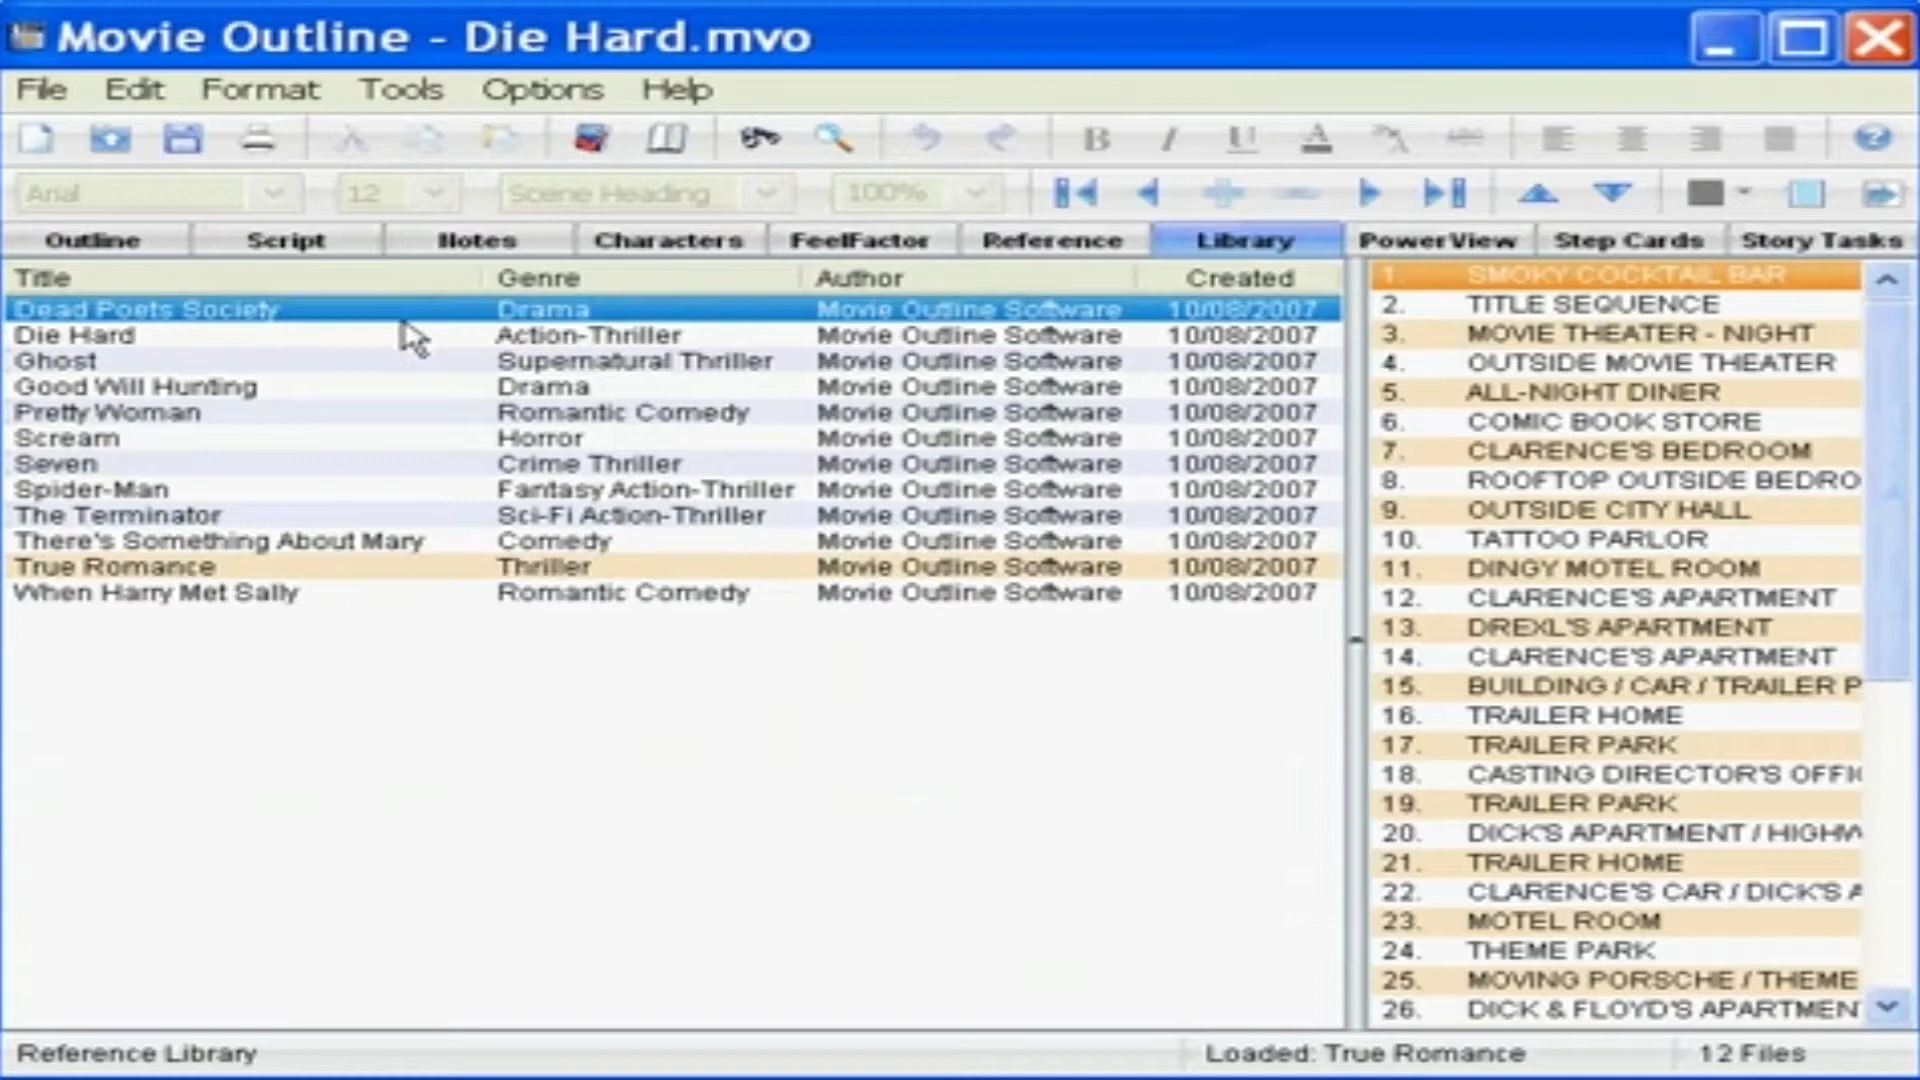 Movie Outline - Die Hard.mvo
File Edit Format Tools Options Help
B I U A
Arial 12 Scene Heading 100%
Outline Script Notes Characters FeelFactor Reference Library PowerView Step Cards Story Tasks
Title Genre Author Created
Dead Poets Society Drama Movie Outline Software 10/08/2007
Die Hard Action-Thriller Movie Outline Software 10/08/2007
Ghost Supernatural Thriller Movie Outline Software 10/08/2007
Good Will Hunting Drama Movie Outline Software 10/08/2007
Pretty Woman Romantic Comedy Movie Outline Software 10/08/2007
Scream Horror Movie Outline Software 10/08/2007
Seven Crime Thriller Movie Outline Software 10/08/2007
Spider-Man Fantasy Action-Thriller Movie Outline Software 10/08/2007
The Terminator Sci-Fi Action-Thriller Movie Outline Software 10/08/2007
There's Something About Mary Comedy Movie Outline Software 10/08/2007
True Romance Thriller Movie Outline Software 10/08/2007
When Harry Met Sally Romantic Comedy Movie Outline Software 10/08/2007
1. SMOKY COCKTAIL BAR
2. TITLE SEQUENCE
3. MOVIE THEATER - NIGHT
4. OUTSIDE MOVIE THEATER
5. ALL-NIGHT DINER
6. COMIC BOOK STORE
7. CLARENCE'S BEDROOM
8. ROOFTOP OUTSIDE BEDRO
9. OUTSIDE CITY HALL
10. TATTOO PARLOR
11. DINGY MOTEL ROOM
12. CLARENCE'S APARTMENT
13. DREXL'S APARTMENT
14. CLARENCE'S APARTMENT
15. BUILDING / CAR / TRAILER P
16. TRAILER HOME
17. TRAILER PARK
18. CASTING DIRECTOR'S OFFI
19. TRAILER PARK
20. DICK'S APARTMENT / HIGHW
21. TRAILER HOME
22. CLARENCE'S CAR / DICK'S A
23. MOTEL ROOM
24. THEME PARK
25. MOVING PORSCHE / THEME
26. DICK & FLOYD'S APARTMEN
Reference Library Loaded: True Romance 12 Files